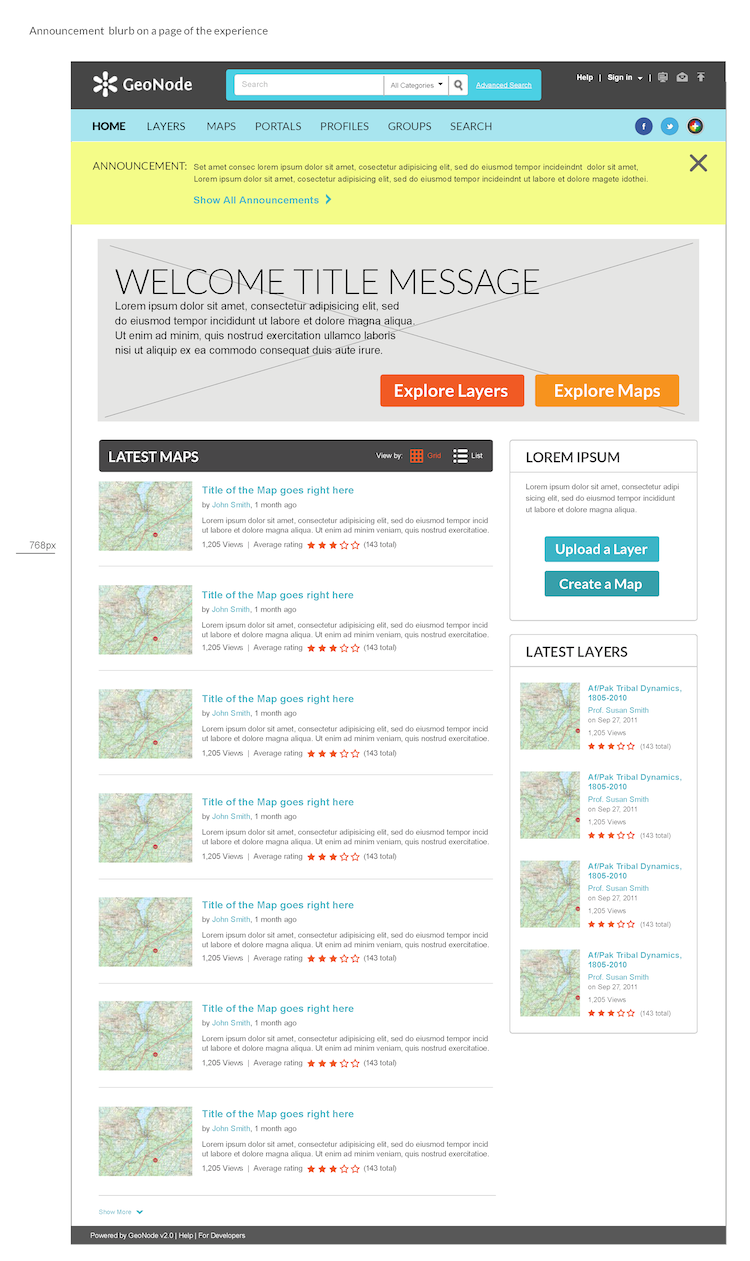 Announcement blurb on a page of the experience
GeoNode
Search
All Categories
Advanced Search
Help | Sign in |
HOME LAYERS MAPS PORTALS PROFILES GROUPS SEARCH
ANNOUNCEMENT: Set amet consec lorem ipsum dolor sit amet, cosectetur adipisicing elit, sed do eiusmod tempor incideindnt dolor sit amet,
Lorem ipsum dolor sit amet, cosectetur adipisicing elit, sed do eiusmod tempor incideindnt ut labore et dolore magete idothei.
Show All Announcements
WELCOME TITLE MESSAGE
Lorem ipsum dolor sit amet, consectetur adipisicing elit, sed
do eiusmod tempor incididunt ut labore et dolore magna aliqua.
Ut enim ad minim, quis nostrud exercitation ullamco laboris
nisi ut aliquip ex ea commodo consequat duis aute irure.
Explore Layers
Explore Maps
768px
LATEST MAPS
View by: Grid List
Title of the Map goes right here
by John Smith, 1 month ago
Lorem ipsum dolor sit amet, consectetur adipisicing elit, sed do eiusmod tempor incid
ut labore et dolore magna aliqua. Ut enim ad minim veniam, quis nostrud exercitatioe.
1,205 Views | Average rating (143 total)
Title of the Map goes right here
by John Smith, 1 month ago
Lorem ipsum dolor sit amet, consectetur adipisicing elit, sed do eiusmod tempor incid
ut labore et dolore magna aliqua. Ut enim ad minim veniam, quis nostrud exercitatioe.
1,205 Views | Average rating (143 total)
Title of the Map goes right here
by John Smith, 1 month ago
Lorem ipsum dolor sit amet, consectetur adipisicing elit, sed do eiusmod tempor incid
ut labore et dolore magna aliqua. Ut enim ad minim veniam, quis nostrud exercitatioe.
1,205 Views | Average rating (143 total)
Title of the Map goes right here
by John Smith, 1 month ago
Lorem ipsum dolor sit amet, consectetur adipisicing elit, sed do eiusmod tempor incid
ut labore et dolore magna aliqua. Ut enim ad minim veniam, quis nostrud exercitatioe.
1,205 Views | Average rating (143 total)
Title of the Map goes right here
by John Smith, 1 month ago
Lorem ipsum dolor sit amet, consectetur adipisicing elit, sed do eiusmod tempor incid
ut labore et dolore magna aliqua. Ut enim ad minim veniam, quis nostrud exercitatioe.
1,205 Views | Average rating (143 total)
Title of the Map goes right here
by John Smith, 1 month ago
Lorem ipsum dolor sit amet, consectetur adipisicing elit, sed do eiusmod tempor incid
ut labore et dolore magna aliqua. Ut enim ad minim veniam, quis nostrud exercitatioe.
1,205 Views | Average rating (143 total)
Title of the Map goes right here
by John Smith, 1 month ago
Lorem ipsum dolor sit amet, consectetur adipisicing elit, sed do eiusmod tempor incid
ut labore et dolore magna aliqua. Ut enim ad minim veniam, quis nostrud exercitatioe.
1,205 Views | Average rating (143 total)
Show More
LOREM IPSUM
Lorem ipsum dolor sit amet, consectetur adipi
sicing elit, sed do eiusmod tempor incididunt
ut labore et dolore magna aliqua.
Upload a Layer
Create a Map
LATEST LAYERS
Af/Pak Tribal Dynamics,
1805-2010
Prof. Susan Smith
on Sep 27, 2011
1,205 Views
(143 total)
Af/Pak Tribal Dynamics,
1805-2010
Prof. Susan Smith
on Sep 27, 2011
1,205 Views
(143 total)
Af/Pak Tribal Dynamics,
1805-2010
Prof. Susan Smith
on Sep 27, 2011
1,205 Views
(143 total)
Af/Pak Tribal Dynamics,
1805-2010
Prof. Susan Smith
on Sep 27, 2011
1,205 Views
(143 total)
Powered by GeoNode v2.0 | Help | For Developers